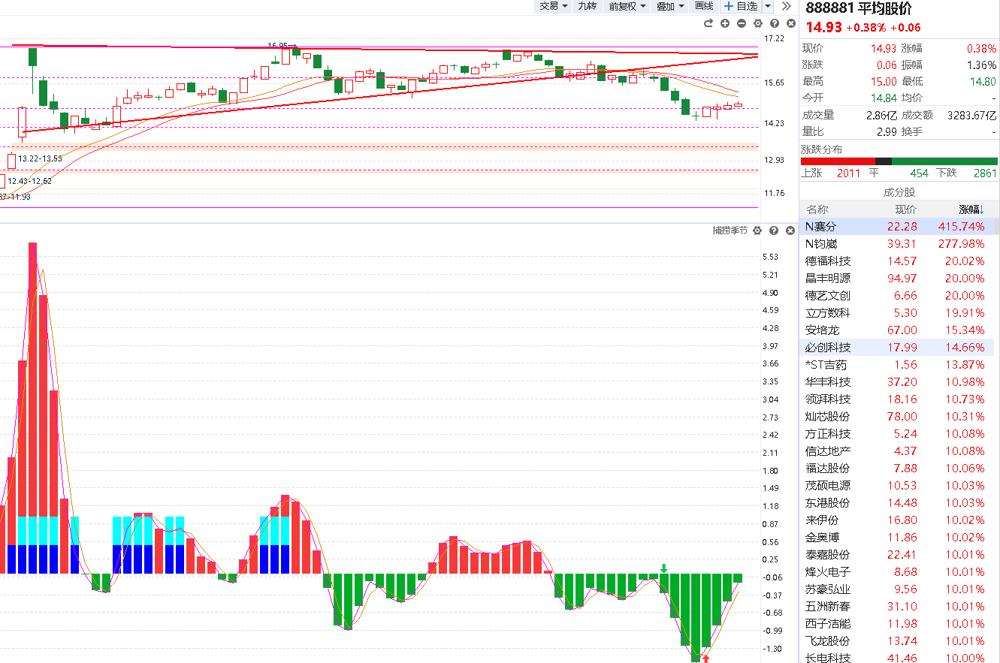 交易 九转 前复权 叠加 画线 自选
888881 平均股价
14.93 +0.38% +0.06
现价 14.93 涨幅 0.38%
涨跌 0.06 振幅 1.36%
最高 15.00 最低 14.80
今开 14.84 均价 -
成交量 2.86亿 成交额 3283.67亿
量比 2.99 换手 -
涨跌分布
上涨 2011 平 454 下跌 2861
成分股
名称 现价 涨幅↓
N赛分 22.28 415.74%
N钧崴 39.31 277.98%
德福科技 14.57 20.02%
晶丰明源 94.97 20.00%
德艺文创 6.66 20.00%
立方数科 5.30 19.91%
安培龙 67.00 15.34%
必创科技 17.99 14.66%
*ST吉药 1.56 13.87%
华丰科技 37.20 10.98%
领湃科技 18.16 10.73%
灿芯股份 78.00 10.31%
方正科技 5.24 10.08%
信达地产 4.37 10.08%
福达股份 7.88 10.06%
茂硕电源 10.53 10.03%
东港股份 14.48 10.03%
来伊份 16.80 10.02%
金奥博 11.86 10.02%
泰嘉股份 22.41 10.01%
烽火电子 8.68 10.01%
苏豪弘业 9.56 10.01%
五洲新春 31.10 10.01%
西子洁能 11.98 10.01%
飞龙股份 13.74 10.01%
长电科技 41.46 10.00%
16.95
13.22-13.53
12.43-12.62
87-11.93
17.22
15.65
14.23
12.93
11.76
捕捞季节
5.53
5.21
4.90
4.59
4.28
3.97
3.66
3.35
3.04
2.73
2.42
2.11
1.80
1.49
1.18
0.87
0.56
0.25
-0.06
-0.37
-0.68
-0.99
-1.30